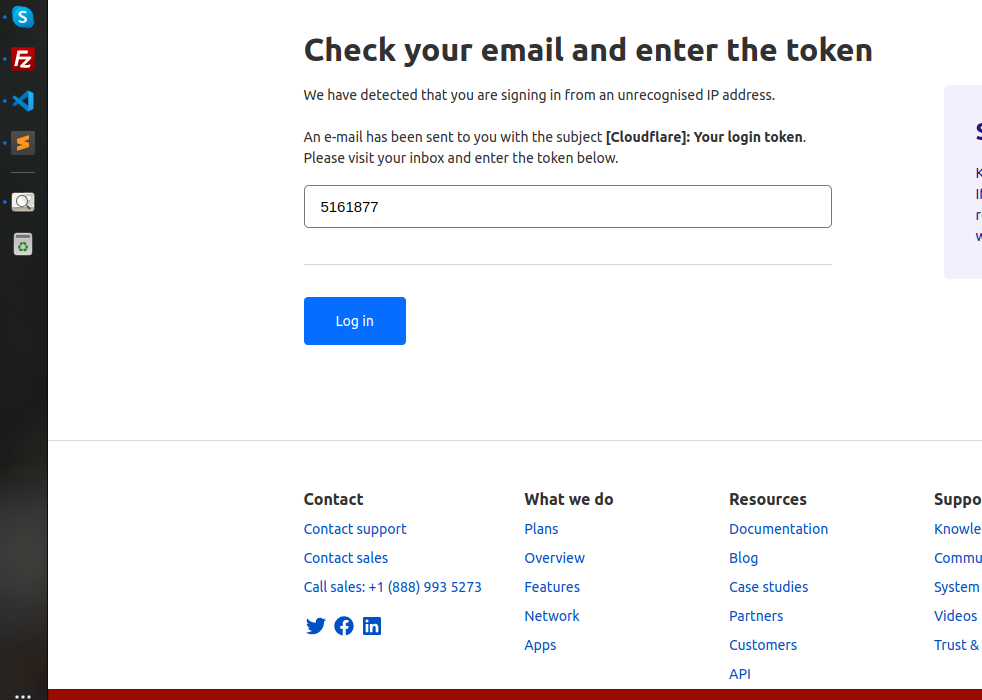 Check your email and enter the token
We have detected that you are signing in from an unrecognised IP address.
An e-mail has been sent to you with the subject [Cloudflare]: Your login token.
Please visit your inbox and enter the token below.
5161877
Log in
Contact
Contact support
Contact sales
Call sales: +1 (888) 993 5273
What we do
Plans
Overview
Features
Network
Apps
Resources
Documentation
Blog
Case studies
Partners
Customers
API
Suppo
Knowle
Commu
System
Videos
Trust &